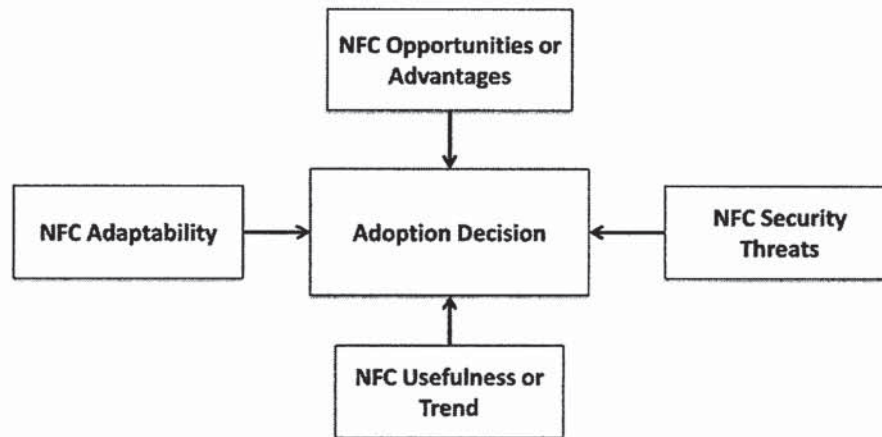 NFC Opportunities or
Advantages
NFC Adaptability
Adoption Decision
NFC Security
Threats
NFC Usefulness or
Trend